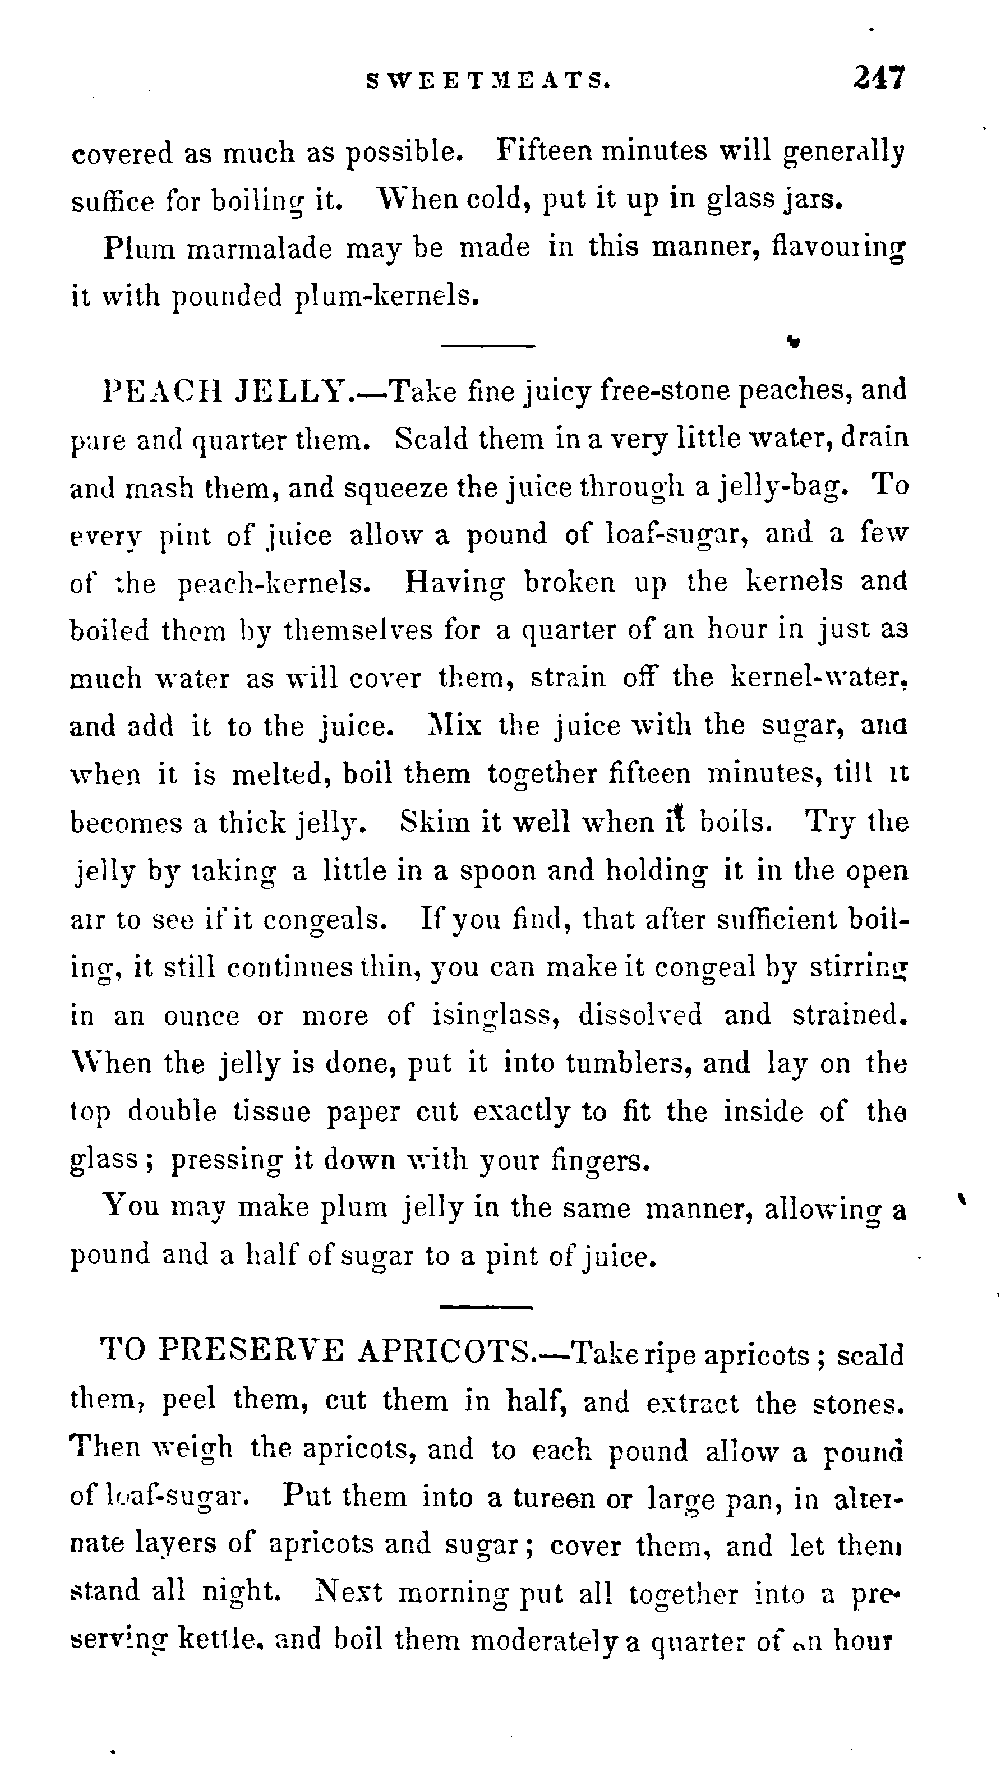 SWEETMEATS. 247
covered as much as possible. Fifteen minutes will generally
suffice for boiling it. When cold, put it up in glass jars.
Plum marmalade may be made in this manner, flavouring
it with pounded plum-kernels.
PEACH JELLY.—Take fine juicy free-stone peaches, and
pare and quarter them. Scald them in a very little water, drain
and mash them, and squeeze the juice through a jelly-bag. To
every pint of juice allow a pound of loaf-sugar, and a few
of the peach-kernels. Having broken up the kernels and
boiled them by themselves for a quarter of an hour in just as
much water as will cover them, strain off the kernel-water,
and add it to the juice. Mix the juice with the sugar, and
when it is melted, boil them together fifteen minutes, till it
becomes a thick jelly. Skim it well when it boils. Try the
jelly by taking a little in a spoon and holding it in the open
air to see if it congeals. If you find, that after sufficient boil-
ing, it still continues thin, you can make it congeal by stirring
in an ounce or more of isinglass, dissolved and strained.
When the jelly is done, put it into tumblers, and lay on the
top double tissue paper cut exactly to fit the inside of the
glass; pressing it down with your fingers.
You may make plum jelly in the same manner, allowing a
pound and a half of sugar to a pint of juice.
TO PRESERVE APRICOTS.—Take ripe apricots; scald
them, peel them, cut them in half, and extract the stones.
Then weigh the apricots, and to each pound allow a pound
of loaf-sugar. Put them into a tureen or large pan, in alter-
nate layers of apricots and sugar; cover them, and let them
stand all night. Next morning put all together into a pre-
serving kettle, and boil them moderately a quarter of an hour